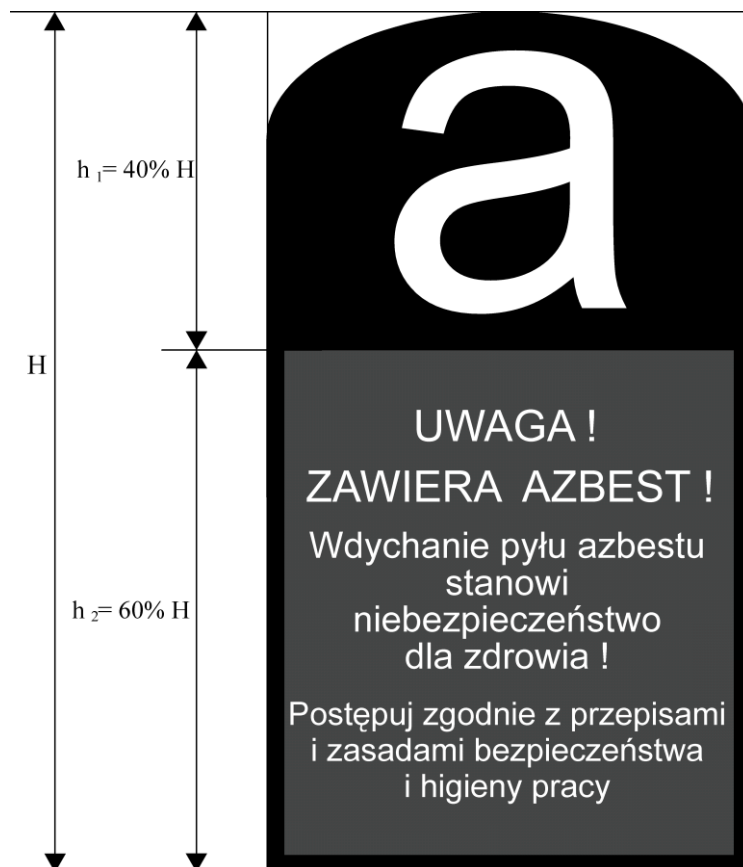 a
h 1= 40% H
H
UWAGA !
ZAWIERA AZBEST !
Wdychanie pyłu azbestu
stanowi
niebezpieczeństwo
dla zdrowia !
h 2= 60% H
Postępuj zgodnie z przepisami
i zasadami bezpieczeństwa
i higieny pracy